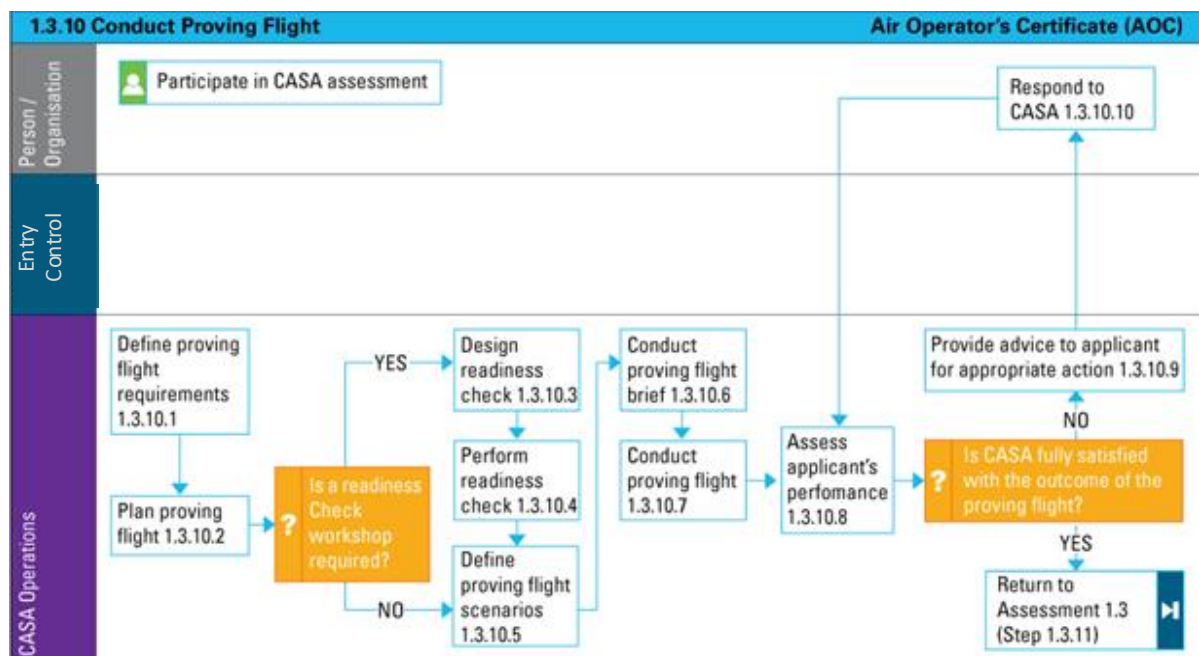 1.3.10 Conduct Proving Flight
Air Operator's Certificate (AOC)
Person /
Organisation
Participate in CASA assessment
Respond to
CASA 1.3.10.10
Entry
Control
CASA Operations
Define proving
flight
requirements
1.3.10.1
Plan proving
flight 1.3.10.2
?
Is a readiness
Check
workshop
required?
YES
NO
Design
readiness
check 1.3.10.3
Perform
readiness
check 1.3.10.4
Define
proving flight
scenarios
1.3.10.5
Conduct
proving flight
brief 1.3.10.6
Conduct
proving flight
1.3.10.7
Assess
applicant's
perfomance
1.3.10.8
Provide advice to applicant
for appropriate action 1.3.10.9
NO
?
Is CASA fully satisfied
with the outcome of the
proving flight?
YES
Return to
Assessment 1.3
(Step 1.3.11)